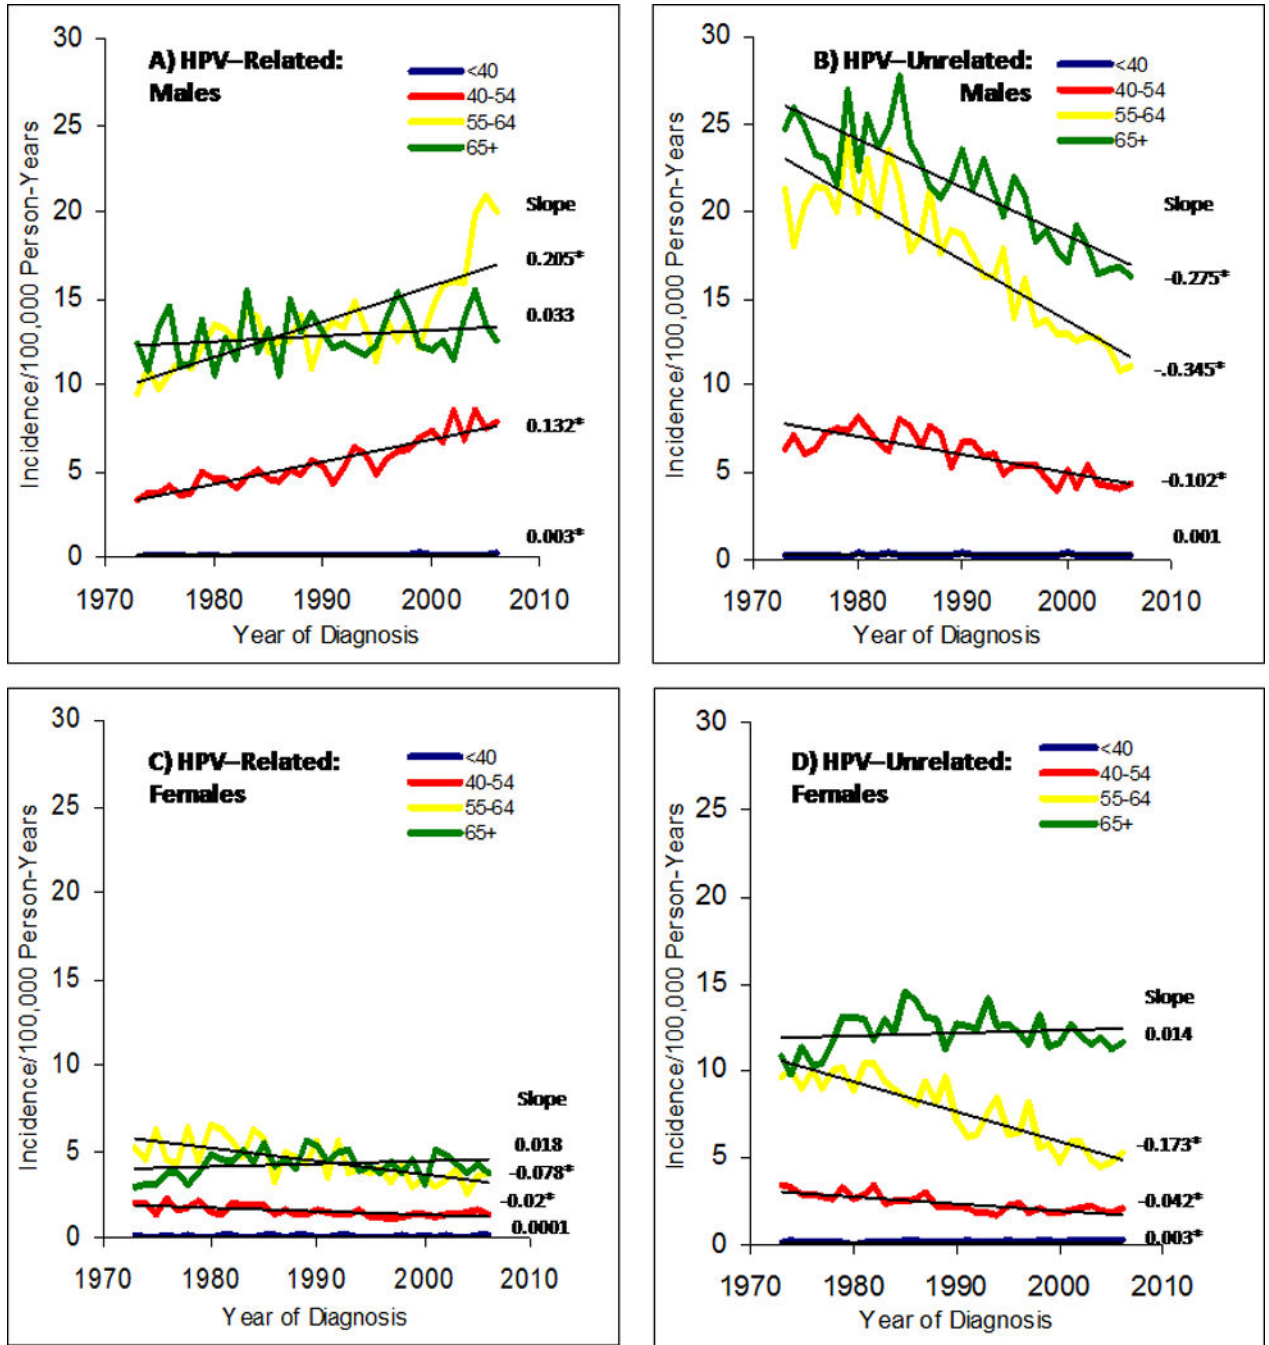 A) HPV–Related:
Males
<40
40-54
55-64
65+
Slope
0.205*
0.033
0.132*
0.003*
30
25
20
15
10
5
0
Incidence/100,000 Person-Years
1970 1980 1990 2000 2010
Year of Diagnosis
B) HPV–Unrelated:
Males
<40
40-54
55-64
65+
Slope
-0.275*
-.0.345*
-0.102*
0.001
30
25
20
15
10
5
0
Incidence/100,000 Person-Years
1970 1980 1990 2000 2010
Year of Diagnosis
C) HPV–Related:
Females
<40
40-54
55-64
65+
Slope
0.018
-0.078*
-0.02*
0.0001
30
25
20
15
10
5
0
Incidence/100,000 Person-Years
1970 1980 1990 2000 2010
Year of Diagnosis
D) HPV–Unrelated:
Females
<40
40-54
55-64
65+
Slope
0.014
-0.173*
-0.042*
0.003*
30
25
20
15
10
5
0
Incidence/100,000 Person-Years
1970 1980 1990 2000 2010
Year of Diagnosis